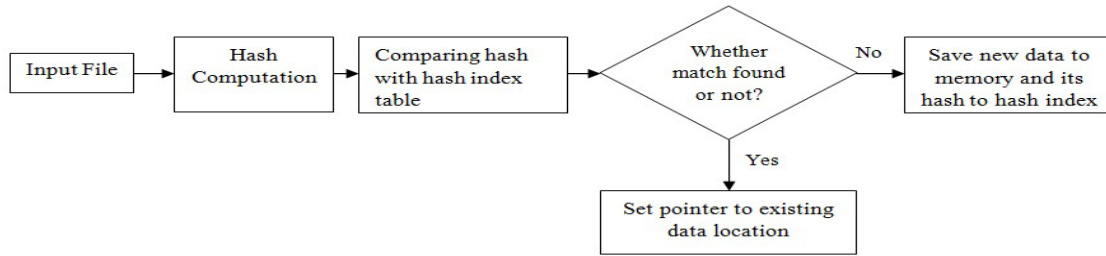 Input File
Hash
Computation
Comparing hash
with hash index
table
Whether
match found
or not?
No
Save new data to
memory and its
hash to hash index
Yes
Set pointer to existing
data location